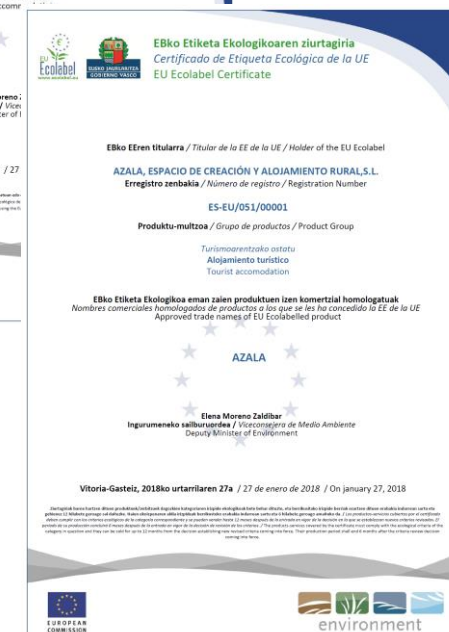 EU
Ecolabel
www.ecolabel.eu
EUSKO JAURLARITZA
GOBIERNO VASCO
EBko Etiketa Ekologikoaren ziurtagiria
Certificado de Etiqueta Ecológica de la UE
EU Ecolabel Certificate
EBko EEren titularra / Titular de la EE de la UE / Holder of the EU Ecolabel
AZALA, ESPACIO DE CREACIÓN Y ALOJAMIENTO RURAL,S.L.
Erregistro zenbakia / Número de registro / Registration Number
ES-EU/051/00001
Produktu-multzoa / Grupo de productos / Product Group
Turismoarentzako ostatu
Alojamiento turístico
Tourist accomodation
EBko Etiketa Ekologikoa eman zaien produktuen izen komertzial homologatuak
Nombres comerciales homologados de productos a los que se les ha concedido la EE de la UE
Approved trade names of EU Ecolabelled product
AZALA
Elena Moreno Zaldibar
Ingurumeneko sailburuordea / Viceconsejera de Medio Ambiente
Deputy Minister of Environment
Vitoria-Gasteiz, 2018ko urtarrilaren 27a / 27 de enero de 2018 / On january 27, 2018
EUROPEAN
COMMISSION
environment